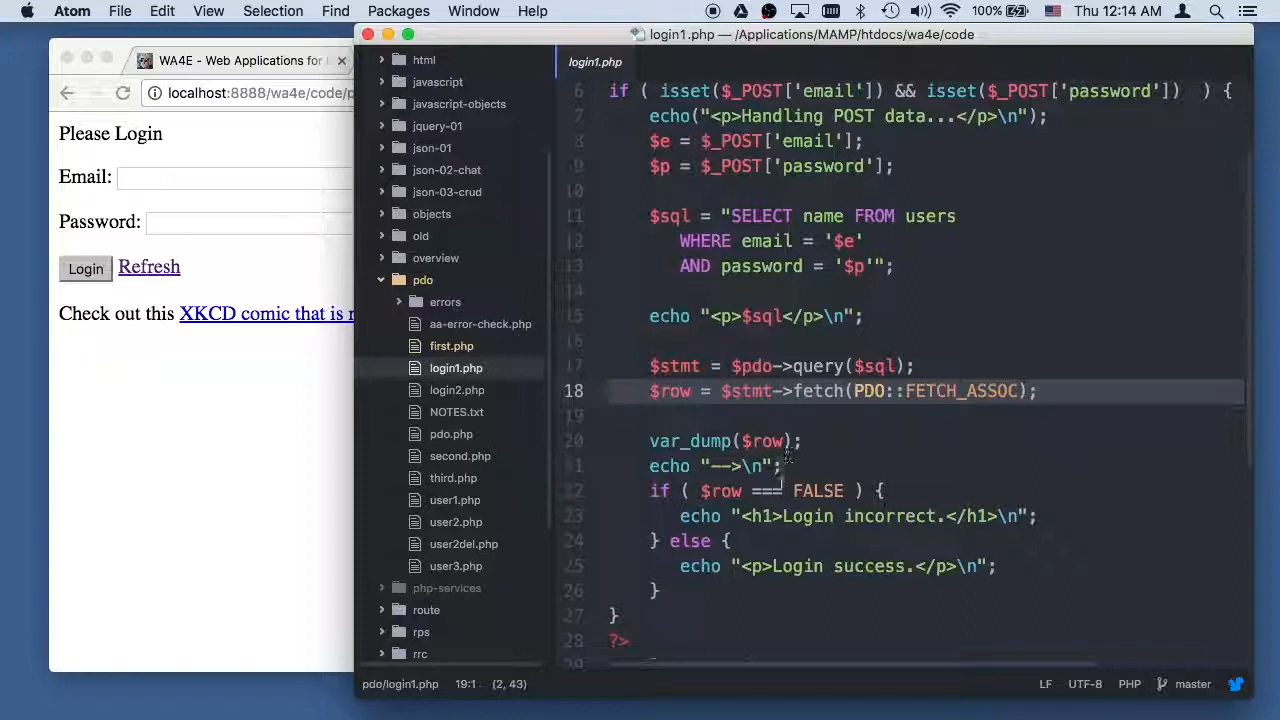 Atom File Edit View Selection Find Packages Window Help 100% Thu 12:14 AM
WA4E - Web Applications for
localhost:8888/wa4e/code/p
Please Login
Email:
Password:
Login Refresh
Check out this XKCD comic that is r
login1.php — /Applications/MAMP/htdocs/wa4e/code
html
javascript
javascript-objects
jquery-01
json-01
json-02-chat
json-03-crud
objects
old
overview
pdo
errors
aa-error-check.php
first.php
login1.php
login2.php
NOTES.txt
pdo.php
second.php
third.php
user1.php
user2.php
user2del.php
user3.php
php-services
route
rps
rrc
login1.php
6 if ( isset($_POST['email']) && isset($_POST['password']) ) {
7 echo("<p>Handling POST data...</p>\n");
8 $e = $_POST['email'];
9 $p = $_POST['password'];
10
11 $sql = "SELECT name FROM users
12 WHERE email = '$e'
13 AND password = '$p'";
14
15 echo "<p>$sql</p>\n";
16
17 $stmt = $pdo->query($sql);
18 $row = $stmt->fetch(PDO::FETCH_ASSOC);
19
20 var_dump($row);
21 echo "-->\n";
22 if ( $row === FALSE ) {
23 echo "<h1>Login incorrect.</h1>\n";
24 } else {
25 echo "<p>Login success.</p>\n";
26 }
27 }
28 ?>
29
pdo/login1.php 19:1 (2, 43) LF UTF-8 PHP master